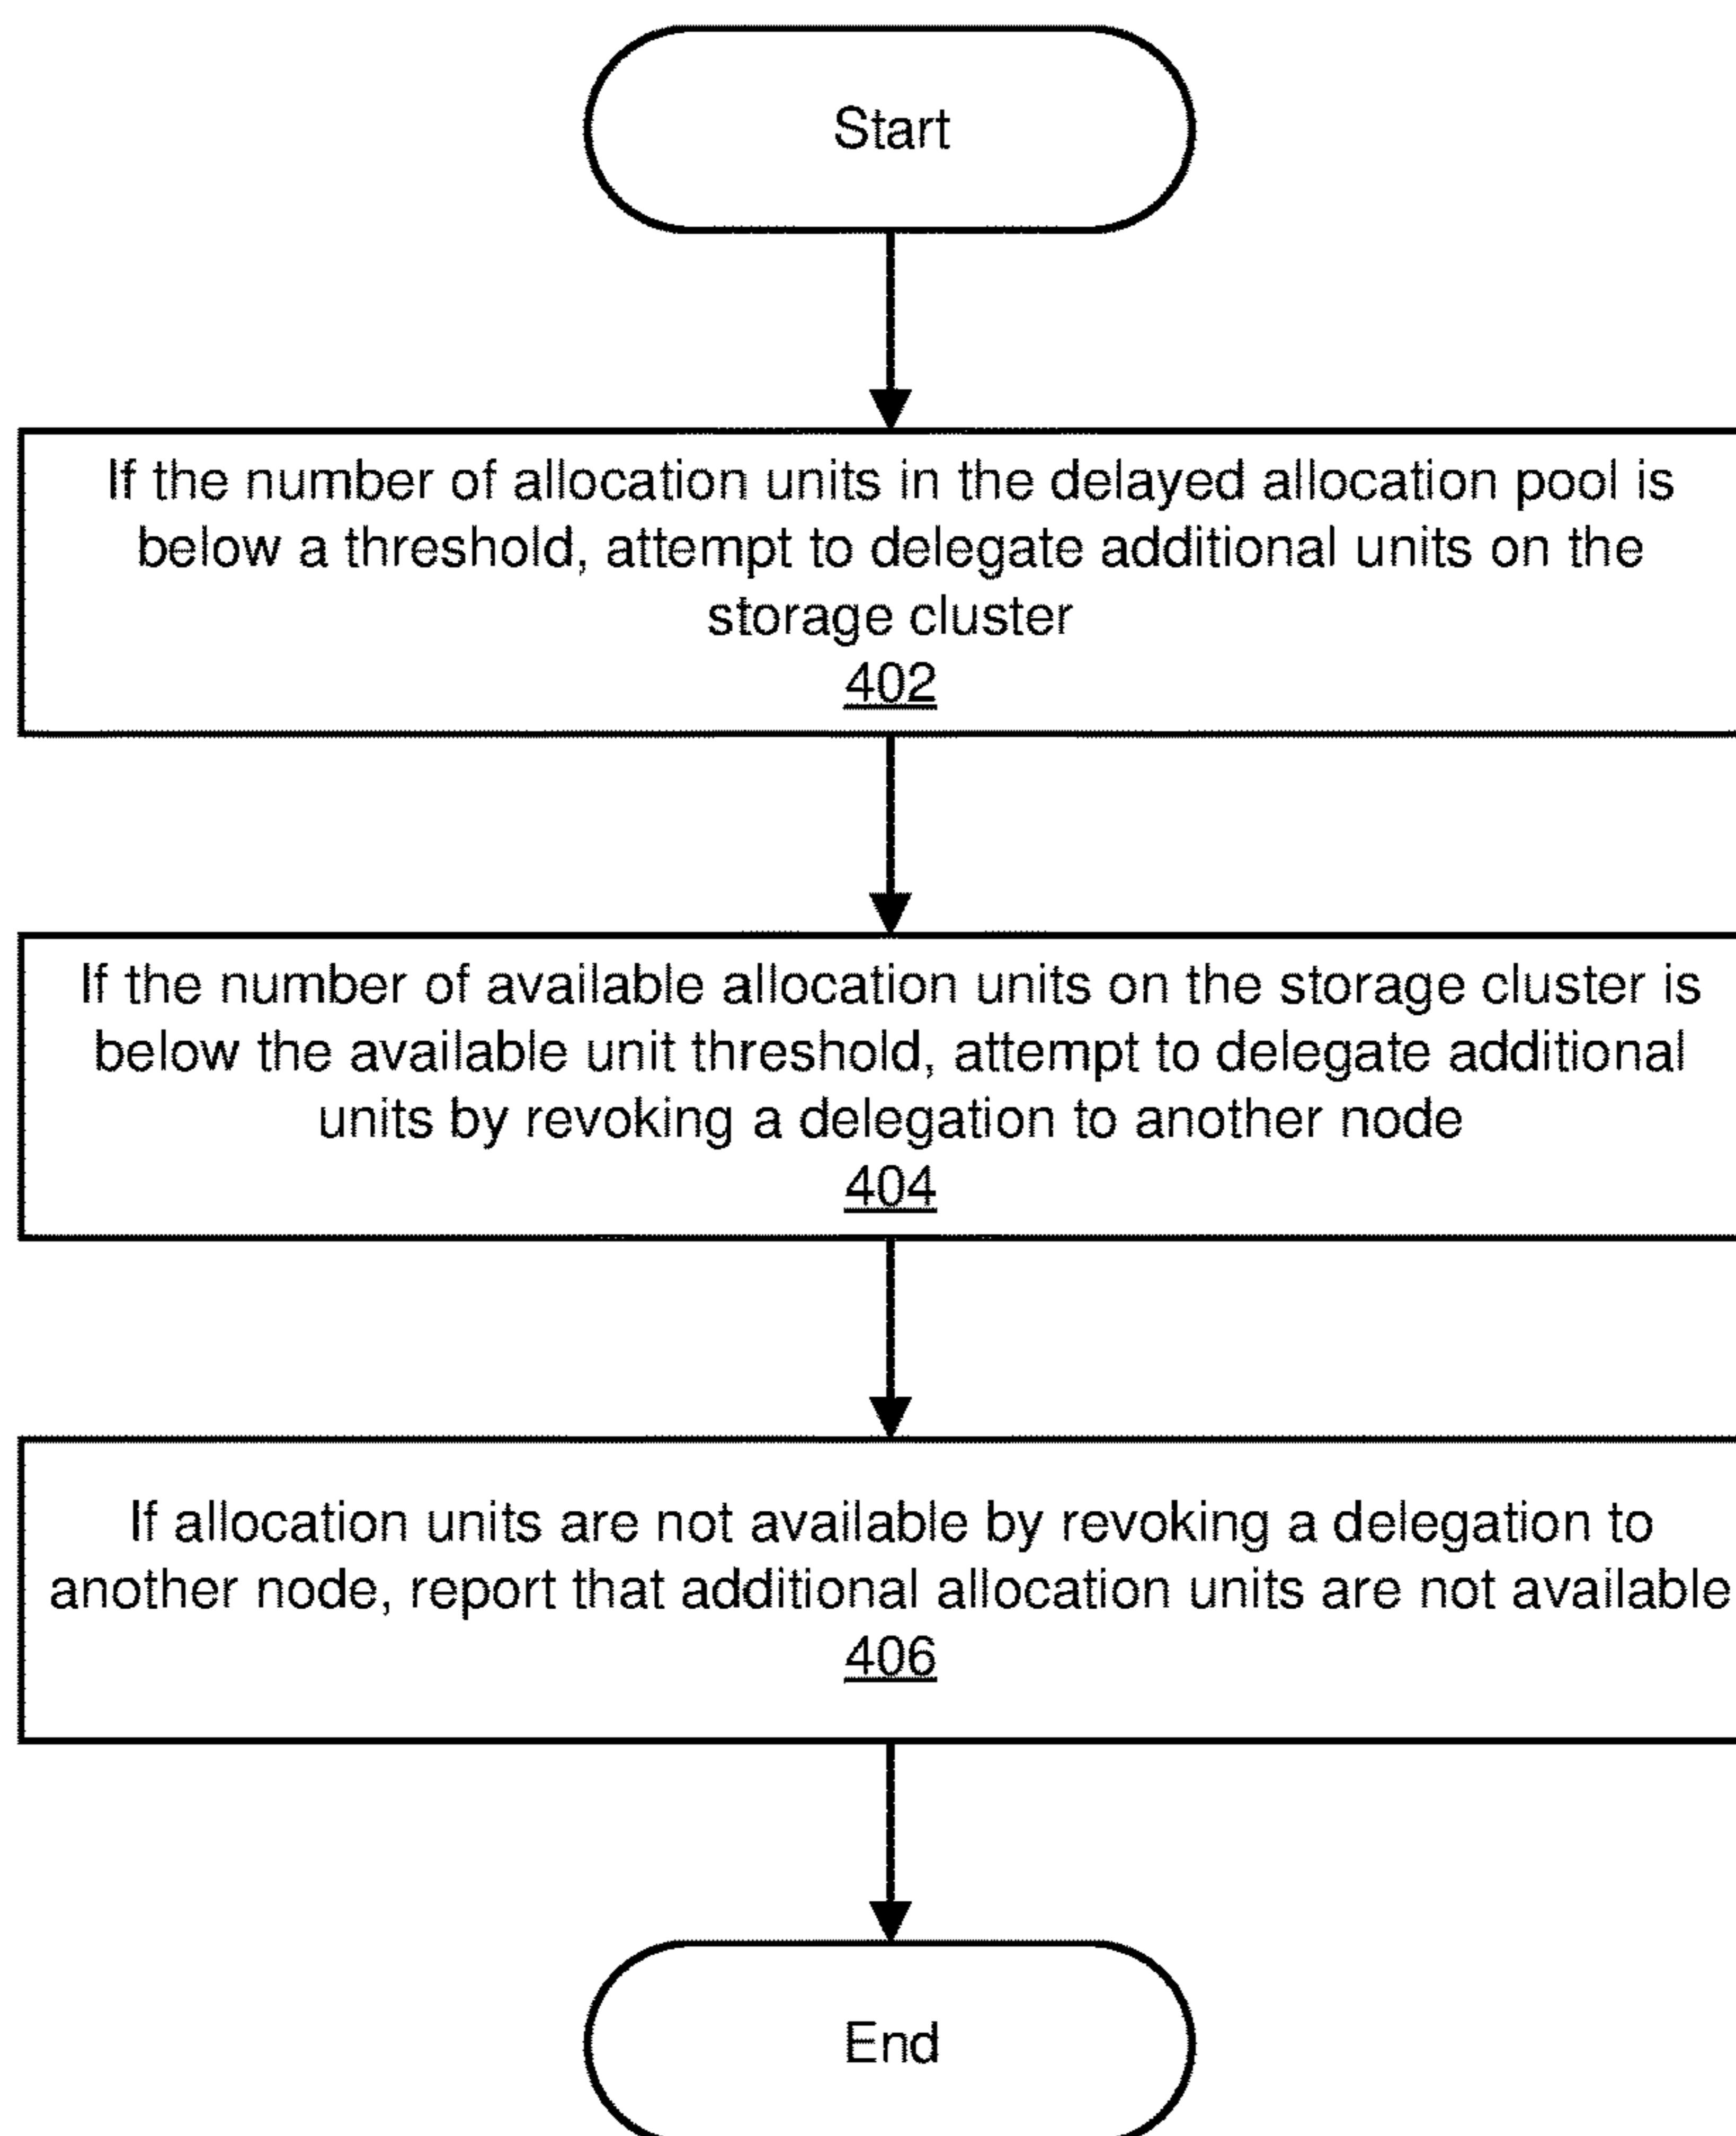 Start
If the number of allocation units in the delayed allocation pool is
below a threshold, attempt to delegate additional units on the
storage cluster
402
If the number of available allocation units on the storage cluster is
below the available unit threshold, attempt to delegate additional
units by revoking a delegation to another node
404
If allocation units are not available by revoking a delegation to
another node, report that additional allocation units are not available
406
End